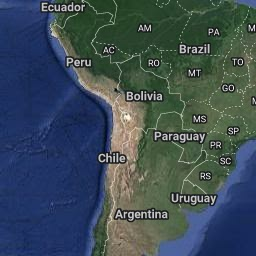 Ecuador
AM
PA
AC
RO
Brazil
TO
Peru
MT
GO
Bolivia
MS
Paraguay
SP
PR
Chile
SC
RS
Uruguay
Argentina